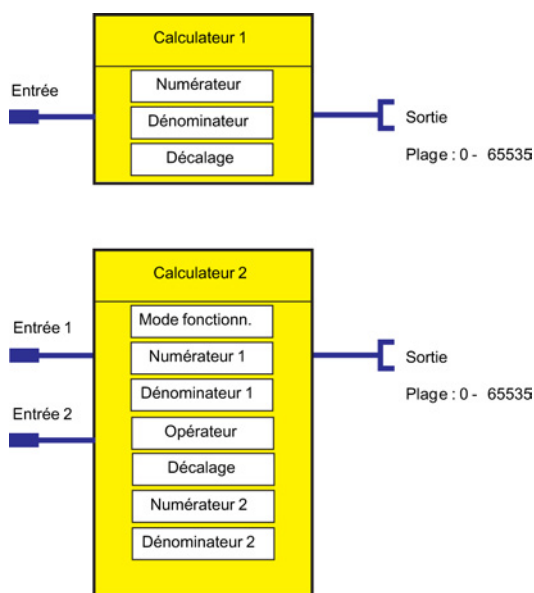 Calculateur 1
Entrée
Numérateur
Dénominateur
Décalage
Sortie
Plage : 0 - 65535
Calculateur 2
Entrée 1
Mode fonctionn.
Numérateur 1
Sortie
Dénominateur 1
Plage : 0 - 65535
Entrée 2
Opérateur
Décalage
Numérateur 2
Dénominateur 2